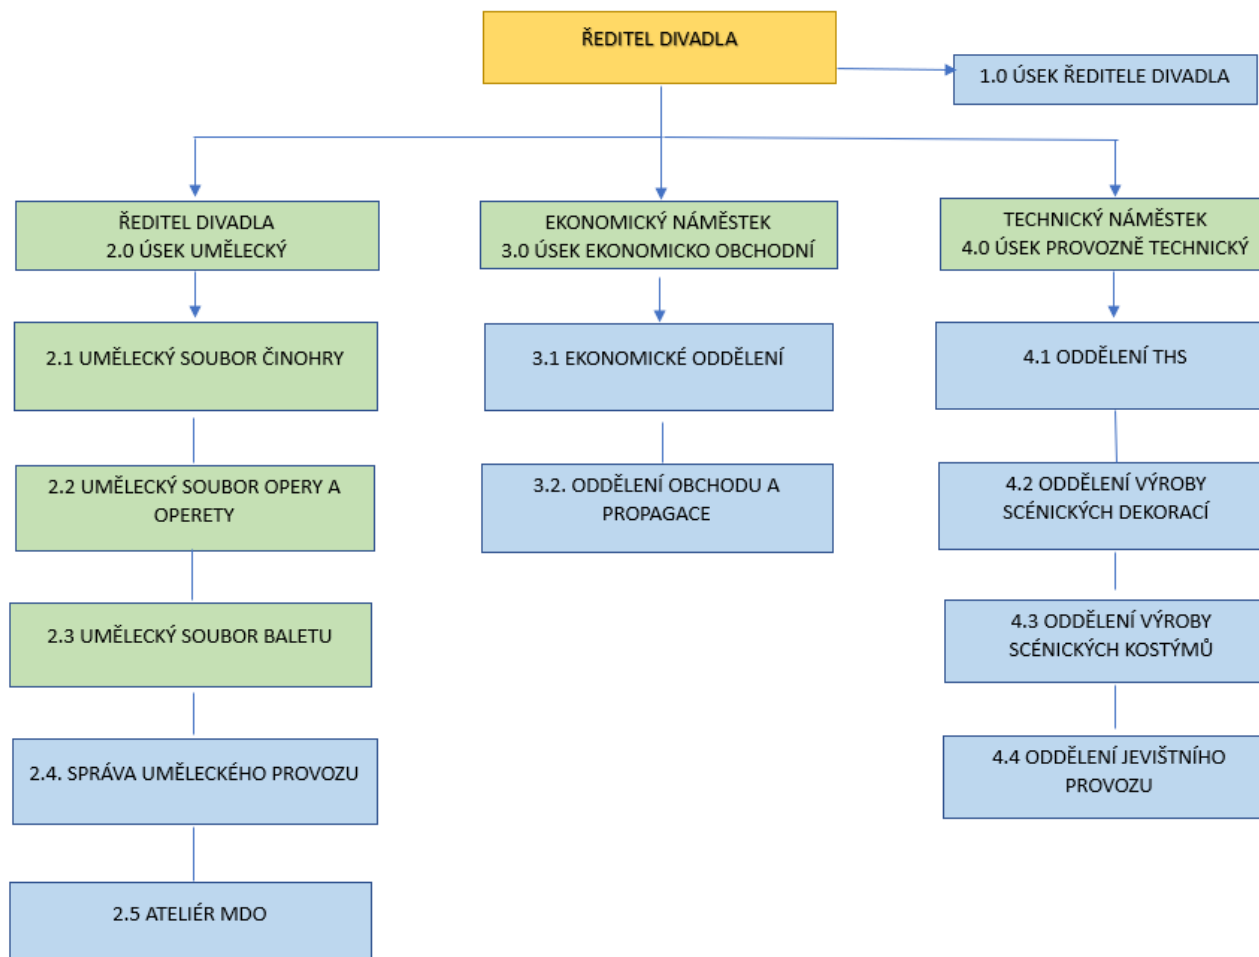 ŘEDITEL DIVADLA
1.0 ÚSEK ŘEDITELE DIVADLA
ŘEDITEL DIVADLA
2.0 ÚSEK UMĚLECKÝ
EKONOMICKÝ NÁMĚSTEK
3.0 ÚSEK EKONOMICKO OBCHODNÍ
TECHNICKÝ NÁMĚSTEK
4.0 ÚSEK PROVOZNĚ TECHNICKÝ
2.1 UMĚLECKÝ SOUBOR ČINOHRY
3.1 EKONOMICKÉ ODDĚLENÍ
4.1 ODDĚLENÍ THS
2.2 UMĚLECKÝ SOUBOR OPERY A
OPERETY
3.2. ODDĚLENÍ OBCHODU A
PROPAGACE
4.2 ODDĚLENÍ VÝROBY
SCÉNICKÝCH DEKORACÍ
2.3 UMĚLECKÝ SOUBOR BALETU
4.3 ODDĚLENÍ VÝROBY
SCÉNICKÝCH KOSTÝMŮ
2.4. SPRÁVA UMĚLECKÉHO PROVOZU
4.4 ODDĚLENÍ JEVIŠTNÍHO
PROVOZU
2.5 ATELIÉR MDO